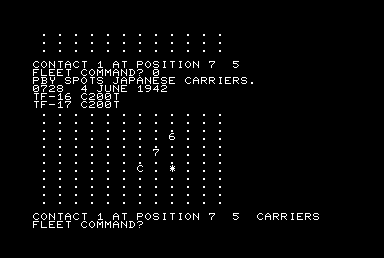 . . . . . . . . . . . .
. . . . . . . . . . . .
. . . . . . . . . . . .
CONTACT 1 AT POSITION 7  5
FLEET COMMAND? 0
PBY SPOTS JAPANESE CARRIERS.
0728  4 JUNE 1942
TF-16 C200T
TF-17 C200T
. . . . . . . . . . . .
. . . . . . . . . . . .
. . . . . . . . . . . .
. . . . . . . . 6 . . .
. . . . . . . . . . . .
. . . . . . . 7 . . . .
. . . . . . . . . . . .
. . . . . . C . * . . .
. . . . . . . . . . . .
. . . . . . . . . . . .
. . . . . . . . . . . .
. . . . . . . . . . . .
CONTACT 1 AT POSITION 7  5  CARRIERS
FLEET COMMAND?